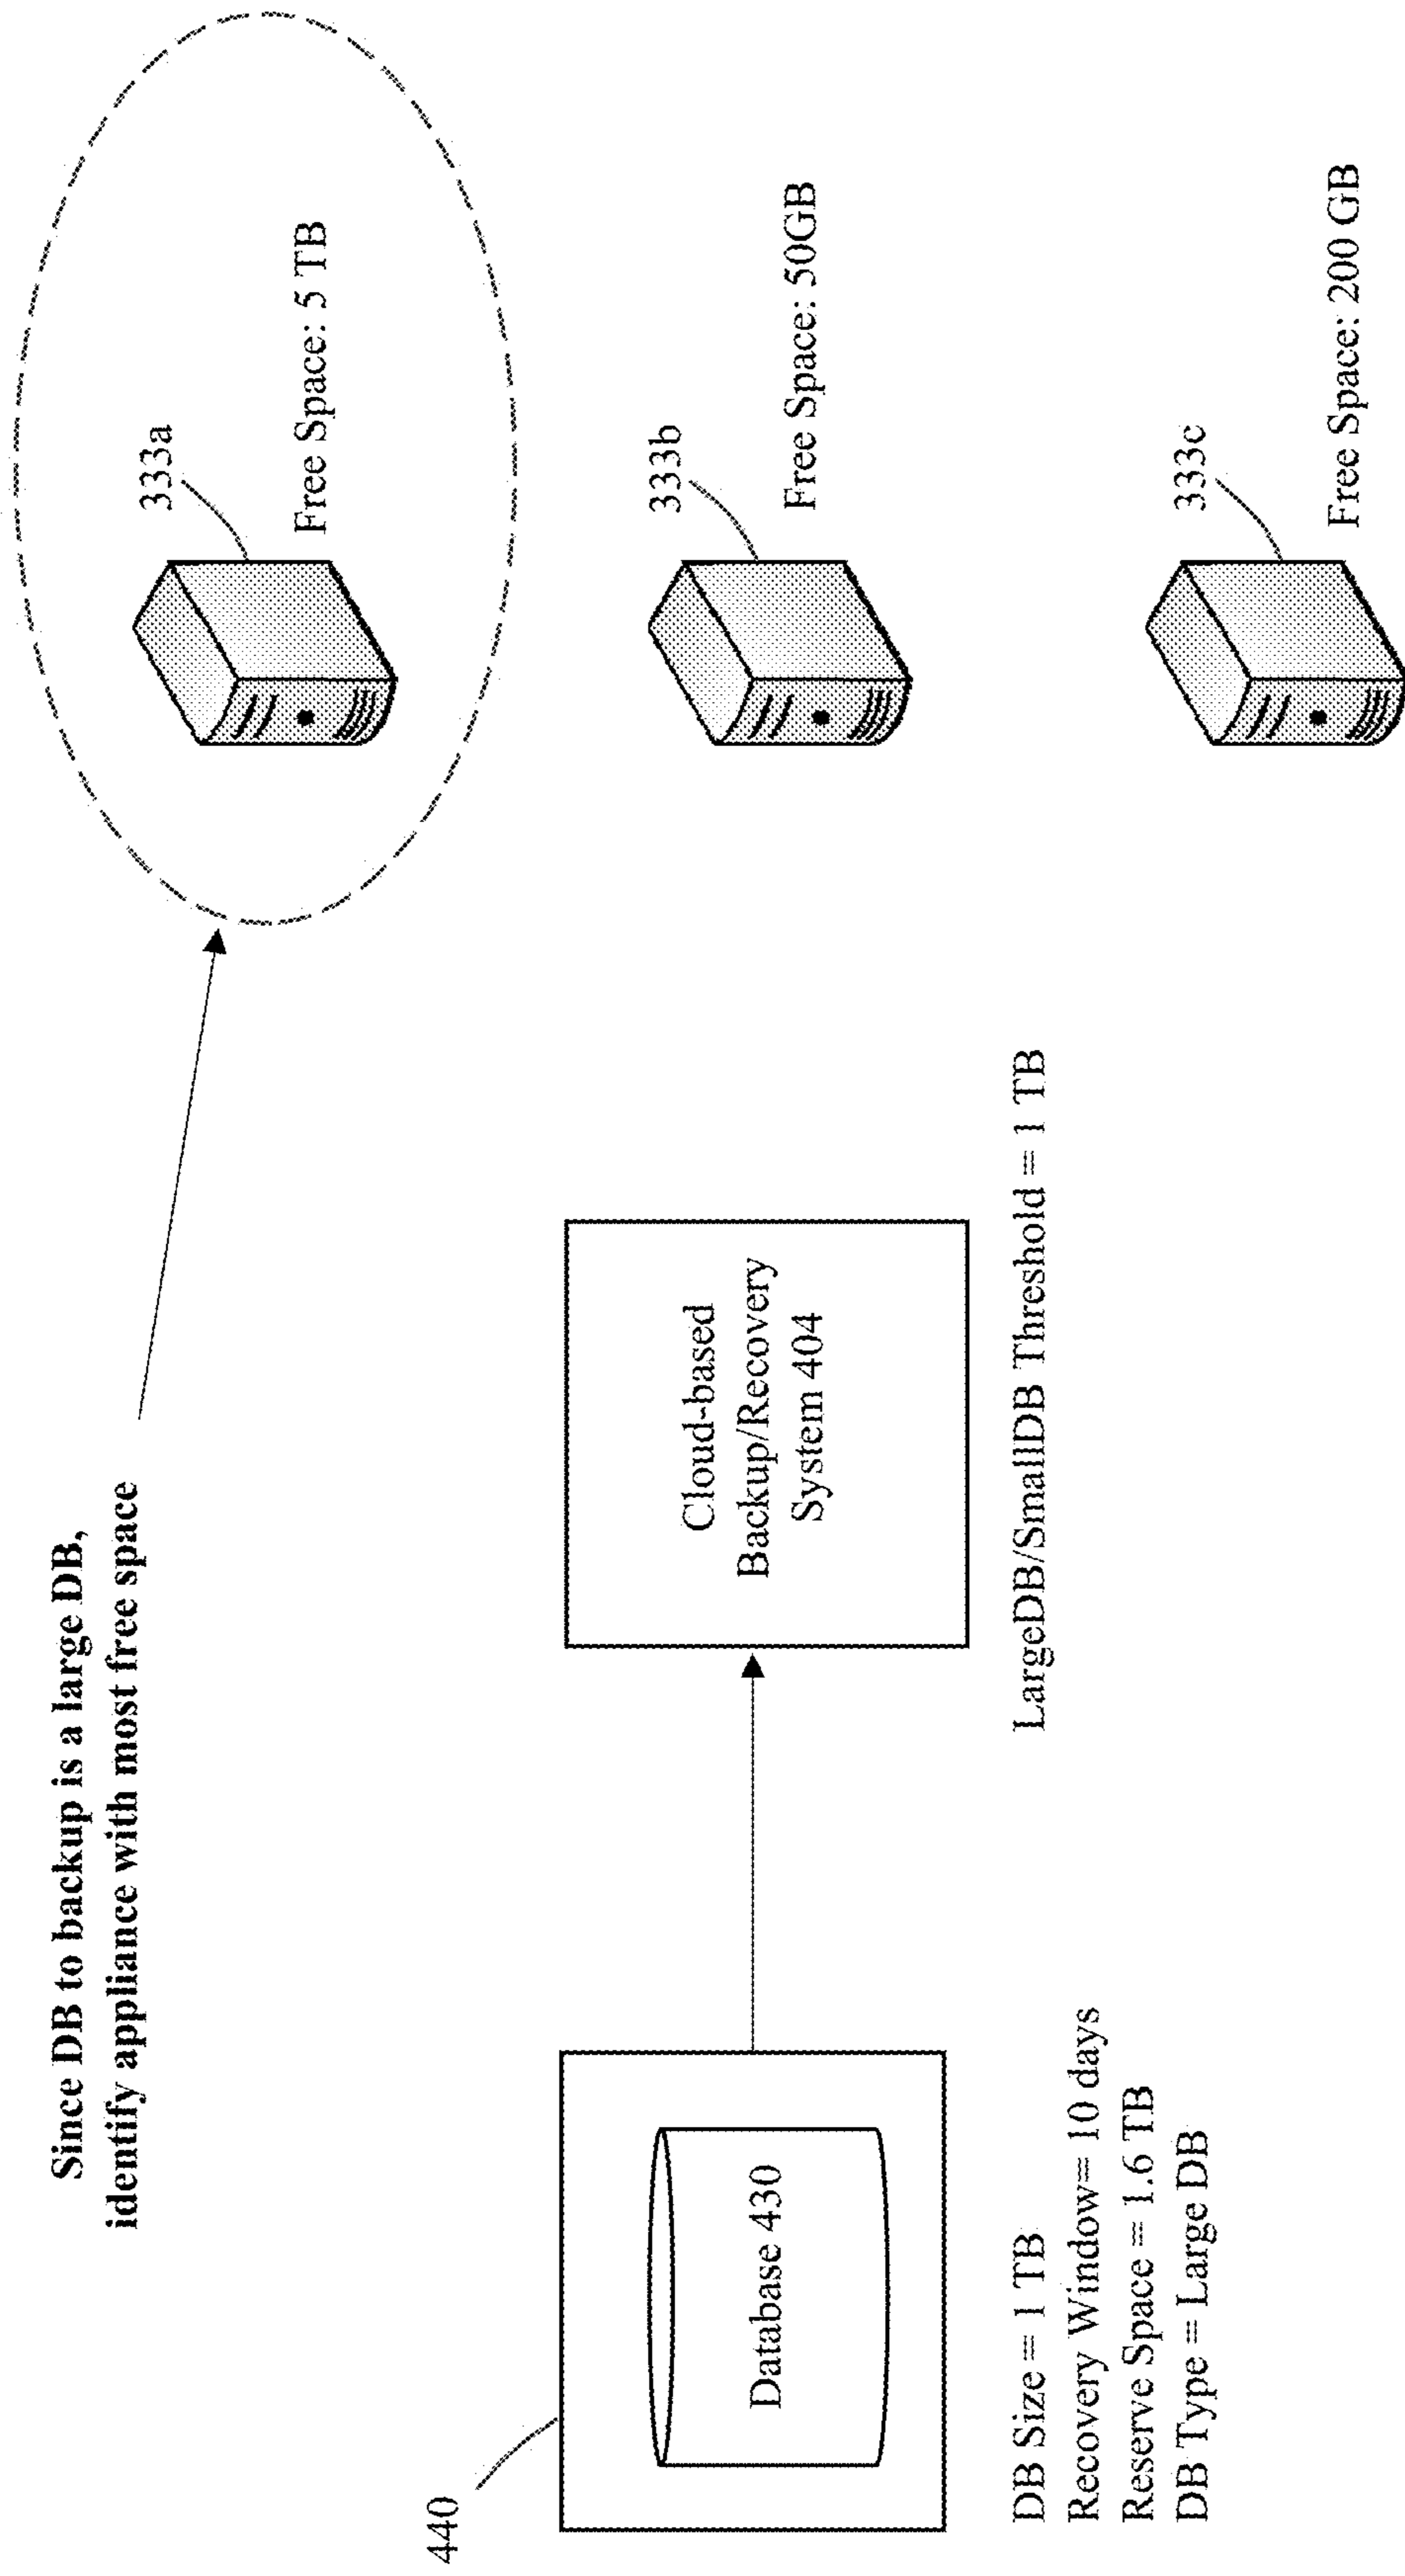 Since DB to backup is a large DB,
identify appliance with most free space
333a
Free Space: 5 TB
440
Database 430
Cloud-based
Backup/Recovery
System 404
333b
Free Space: 50GB
DB Size = 1 TB
Recovery Window= 10 days
Reserve Space = 1.6 TB
DB Type = Large DB
LargeDB/SmallDB Threshold = 1 TB
333c
Free Space: 200 GB